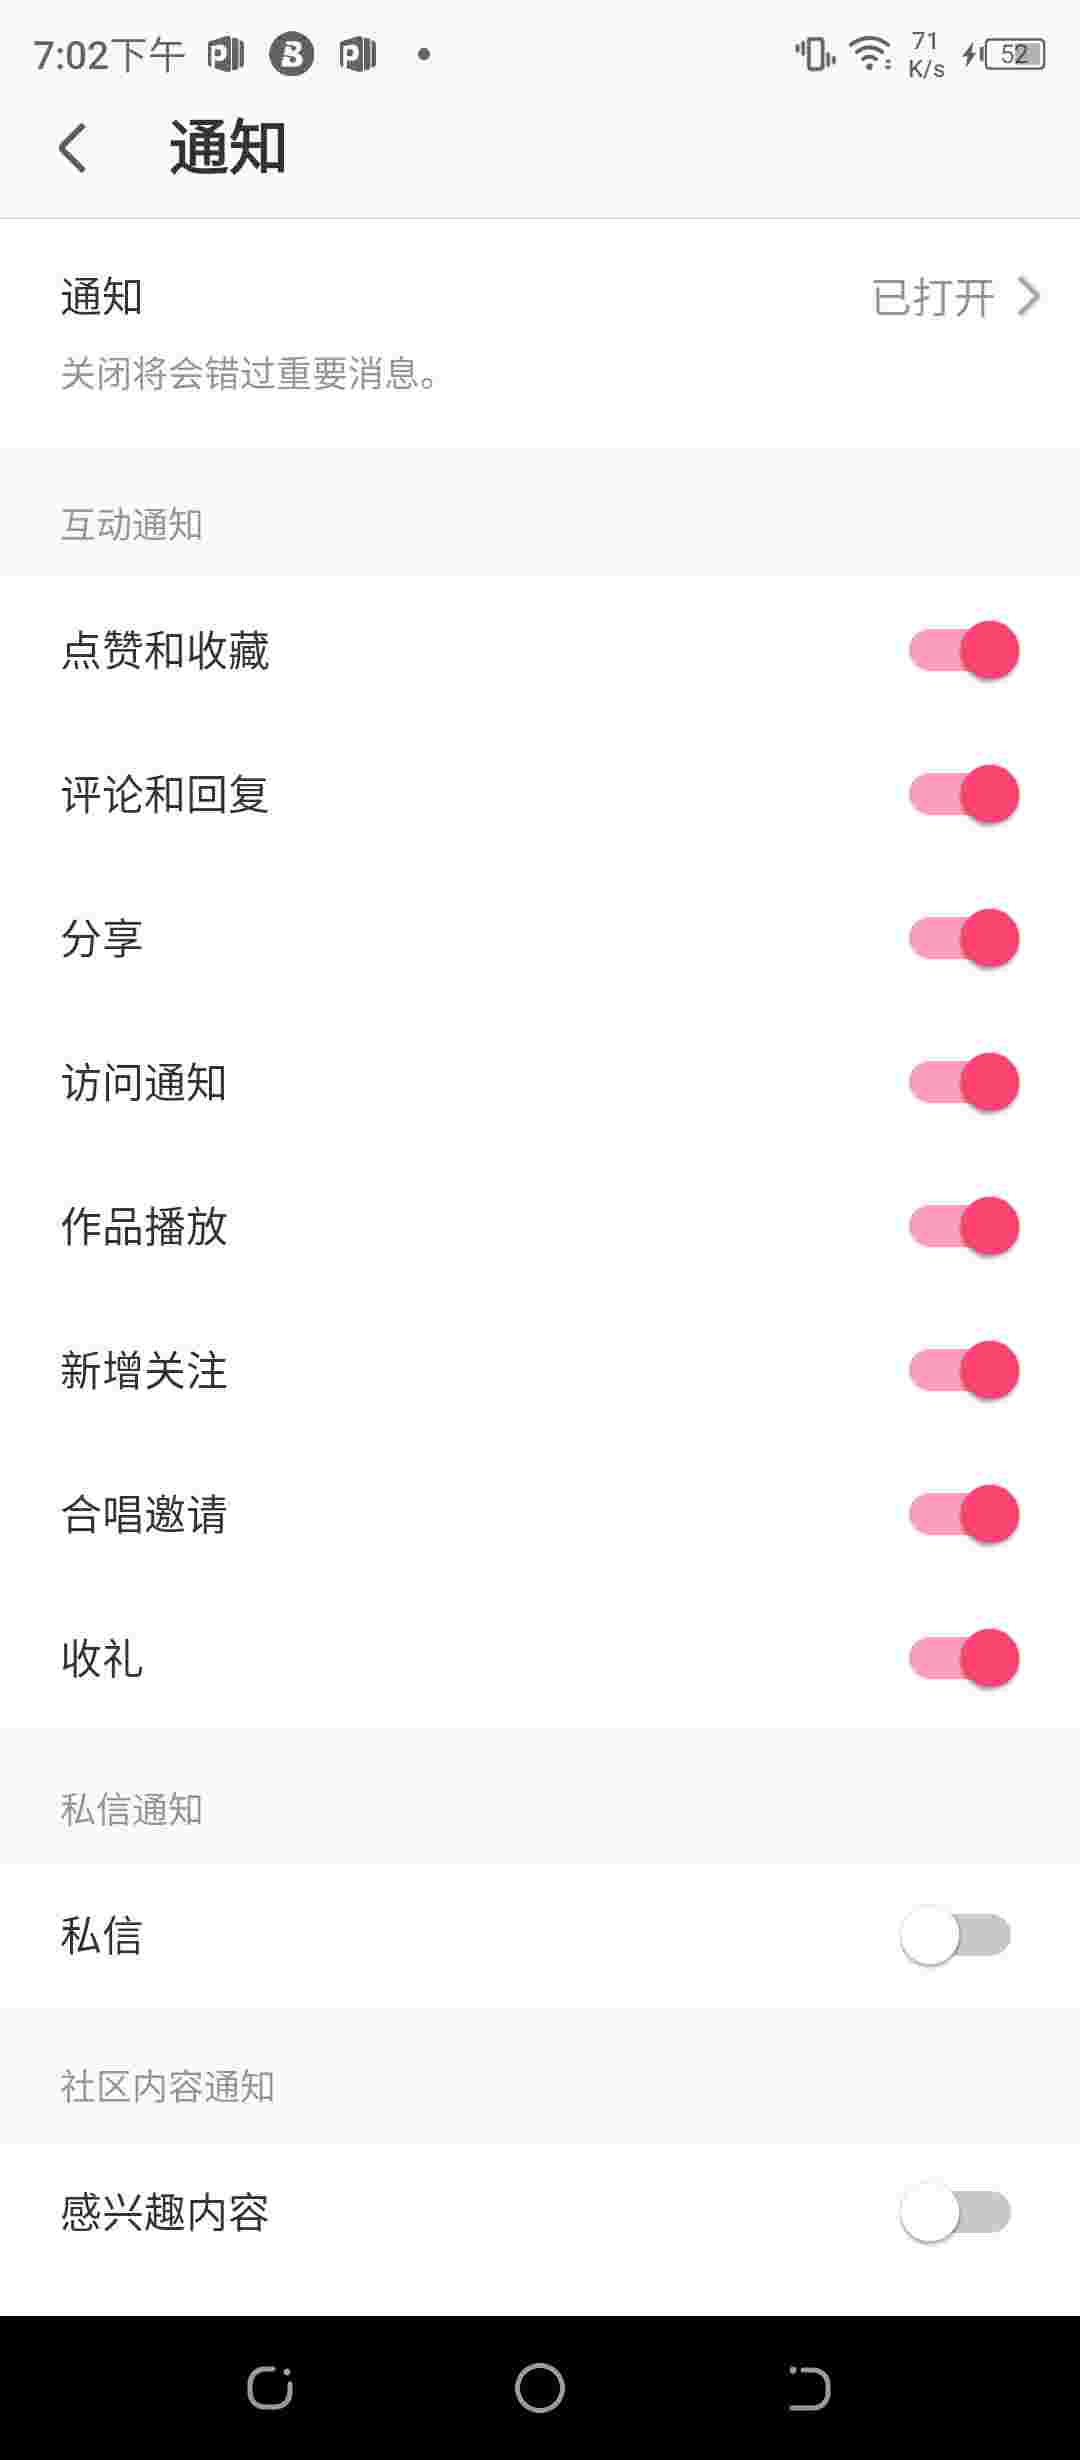 7:02下午
71
K/s
52
通知
通知
已打开
关闭将会错过重要消息。
互动通知
点赞和收藏
评论和回复
分享
访问通知
作品播放
新增关注
合唱邀请
收礼
私信通知
私信
社区内容通知
感兴趣内容